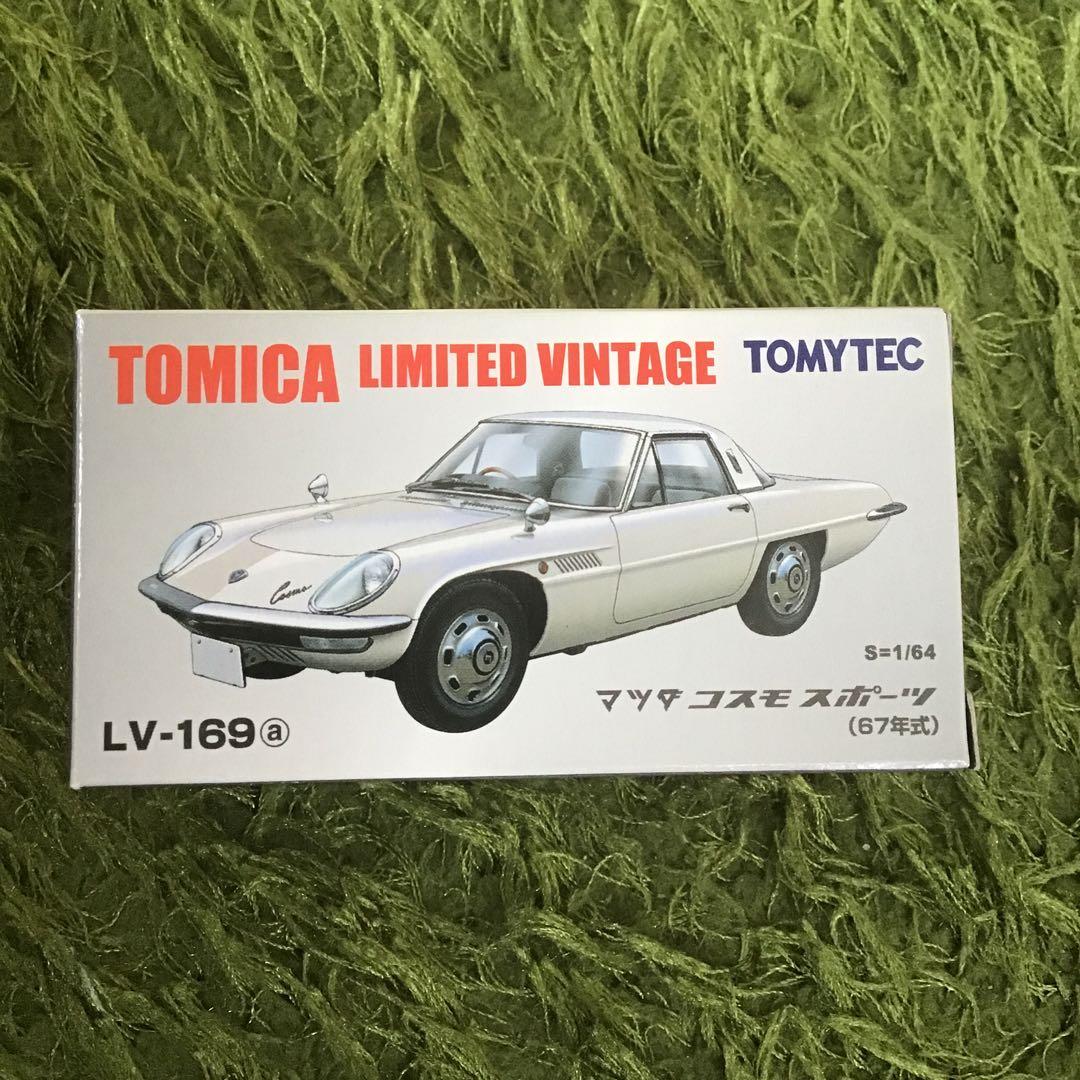 TOMICA LIMITED VINTAGE TOMYTEC
Cosmo
S=1/64
マツダ コスモ スポーツ
(67年式)
LV-169ⓐ